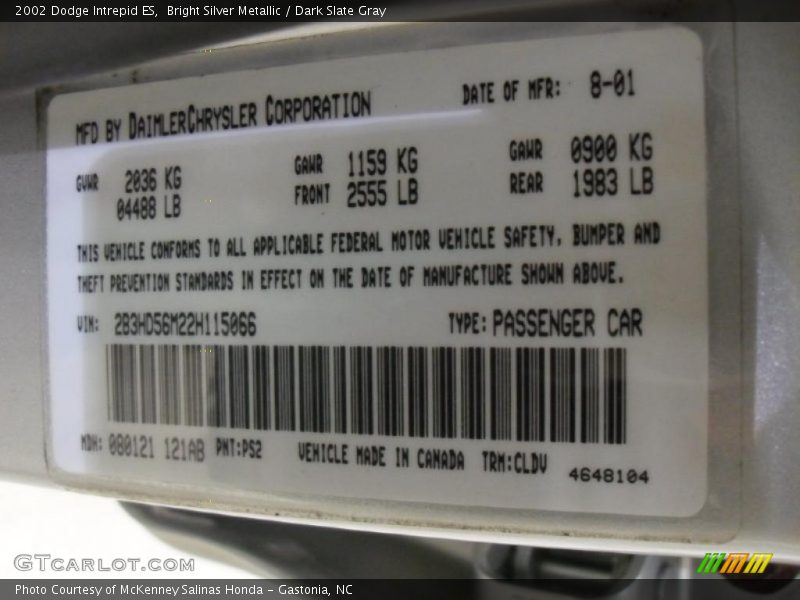 2002 Dodge Intrepid ES,  Bright Silver Metallic / Dark Slate Gray
MFD BY DAIMLERCHRYSLER CORPORATION DATE OF MFR: 8-01
GVWR 2036 KG GAWR 1159 KG GAWR 0900 KG
04488 LB FRONT 2555 LB REAR 1983 LB
THIS VEHICLE CONFORMS TO ALL APPLICABLE FEDERAL MOTOR VEHICLE SAFETY, BUMPER AND
THEFT PREVENTION STANDARDS IN EFFECT ON THE DATE OF MANUFACTURE SHOWN ABOVE.
VIN: 2B3HD56M22H115066 TYPE: PASSENGER CAR
MDH: 080121 121AB PNT:PS2 VEHICLE MADE IN CANADA TRM:CLDV 4648104
GTCARLOT.COM
Photo Courtesy of McKenney Salinas Honda - Gastonia, NC